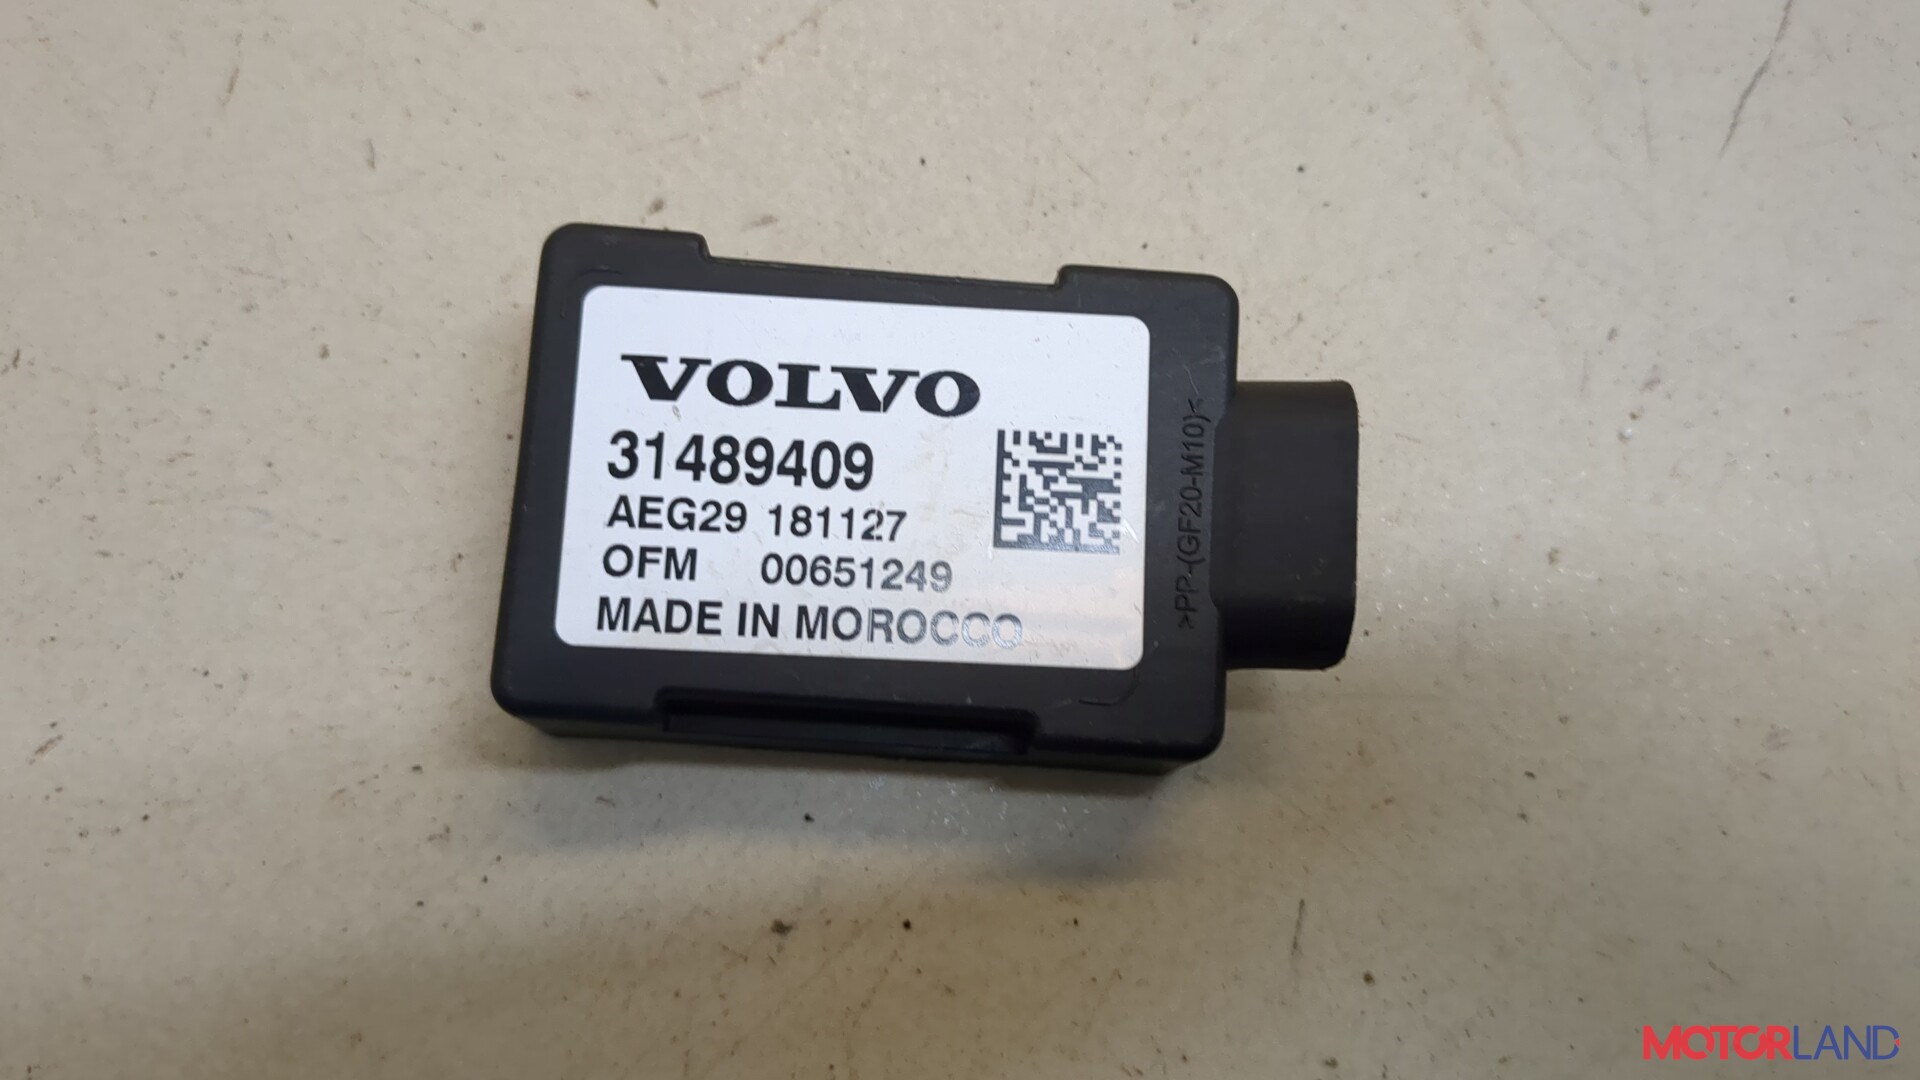 VOLVO
31489409
AEG29 181127
OFM 00651249
MADE IN MOROCCO
>PP-(GF20-M10)<
MOTORLAND